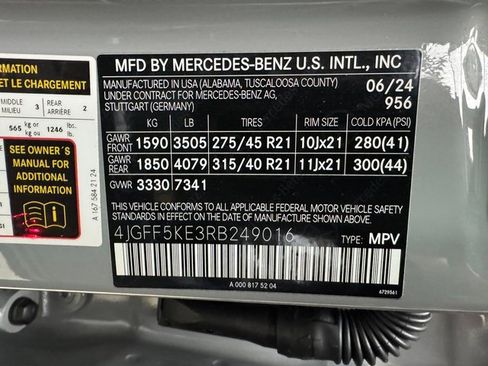 FORMATION
ET LE CHARGEMENT
MIDDLE 3 REAR 2
MILIEU ARRIERE
565 kg or kg ou 1246 lbs. lb.
SEE OWNER'S
MANUAL FOR
ADDITIONAL
INFORMATION
A 167 584 21 24
MFD BY MERCEDES-BENZ U.S. INTL., INC
MANUFACTURED IN USA (ALABAMA, TUSCALOOSA COUNTY) 06/24
UNDER CONTRACT FOR MERCEDES-BENZ AG, 956
STUTTGART (GERMANY)
KG LB TIRES RIM SIZE COLD KPA (PSI)
GAWR FRONT 1590 3505 275/45 R21 10Jx21 280(41)
GAWR REAR 1850 4079 315/40 R21 11Jx21 300(44)
GVWR 3330 7341
THIS VEHICLE CONFORMS TO ALL APPLICABLE FEDERAL MOTOR VEHICLE SAFETY
STANDARDS IN EFFECT ON THE DATE OF MANUFACTURE SHOWN ABOVE.
4JGFF5KE3RB249016 TYPE: MPV
A 000 817 52 04
4729561